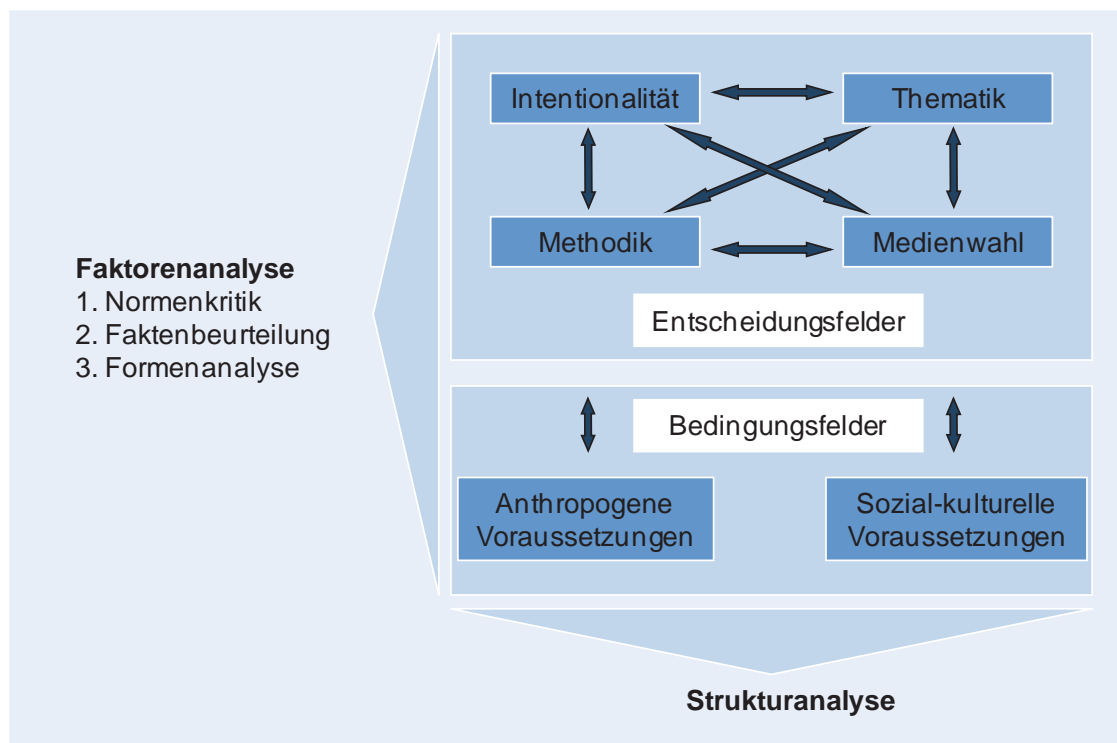 Intentionalität
Thematik
Methodik
Medienwahl
Entscheidungsfelder
Faktorenanalyse
1. Normenkritik
2. Faktenbeurteilung
3. Formenanalyse
Bedingungsfelder
Anthropogene
Voraussetzungen
Sozial-kulturelle
Voraussetzungen
Strukturanalyse